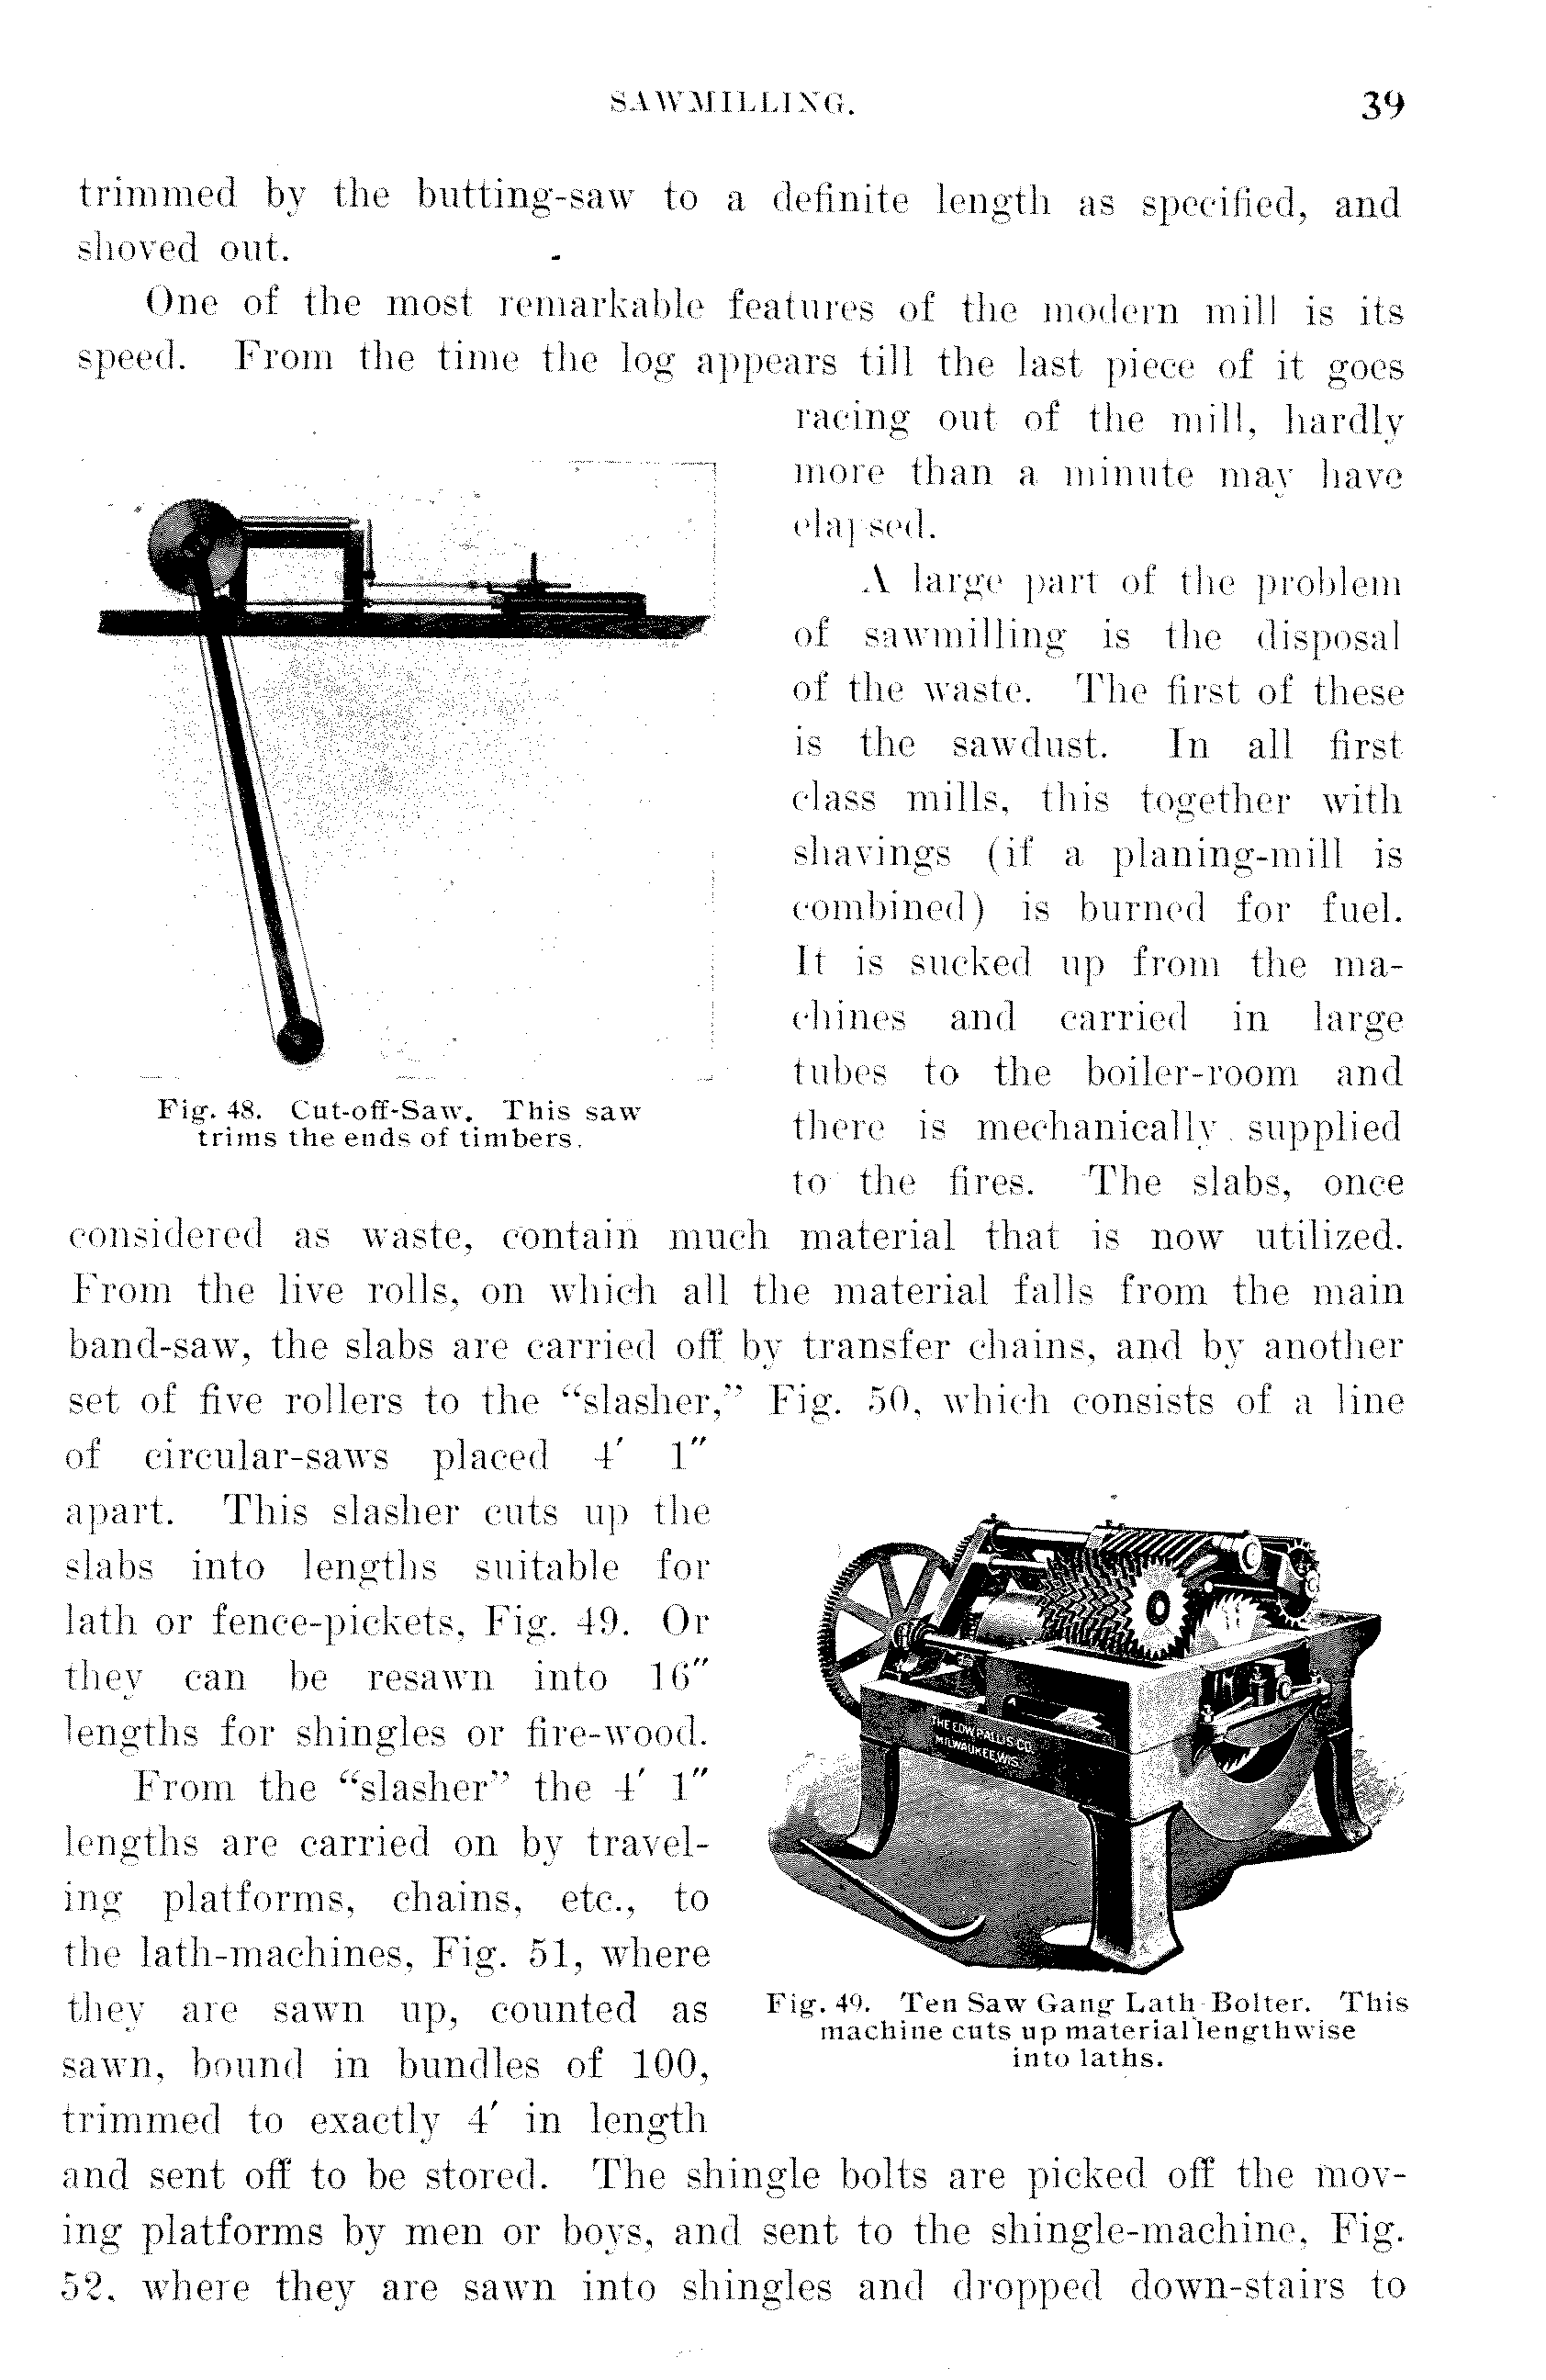 SAWMILLING. 39
trimmed by the butting-saw to a definite length as specified, and
shoved out.
One of the most remarkable features of the modern mill is its
speed. From the time the log appears till the last piece of it goes
racing out of the mill, hardly
more than a minute may have
elapsed.
A large part of the problem
of sawmilling is the disposal
of the waste. The first of these
is the sawdust. In all first
class mills, this together with
shavings (if a planing-mill is
combined) is burned for fuel.
It is sucked up from the ma-
chines and carried in large
tubes to the boiler-room and
there is mechanically supplied
to the fires. The slabs, once
Fig. 48. Cut-off-Saw. This saw
trims the ends of timbers.
considered as waste, contain much material that is now utilized.
From the live rolls, on which all the material falls from the main
band-saw, the slabs are carried off by transfer chains, and by another
set of five rollers to the “slasher,” Fig. 50, which consists of a line
of circular-saws placed 4′ 1″
apart. This slasher cuts up the
slabs into lengths suitable for
lath or fence-pickets, Fig. 49. Or
they can be resawn into 16″
lengths for shingles or fire-wood.
From the “slasher” the 4′ 1″
lengths are carried on by travel-
ing platforms, chains, etc., to
the lath-machines, Fig. 51, where
they are sawn up, counted as
sawn, bound in bundles of 100,
trimmed to exactly 4′ in length
THE EDW. P. ALLIS CO.
MILWAUKEE, WIS.
Fig. 49. Ten Saw Gang Lath Bolter. This
machine cuts up material lengthwise
into laths.
and sent off to be stored. The shingle bolts are picked off the mov-
ing platforms by men or boys, and sent to the shingle-machine, Fig.
52, where they are sawn into shingles and dropped down-stairs to